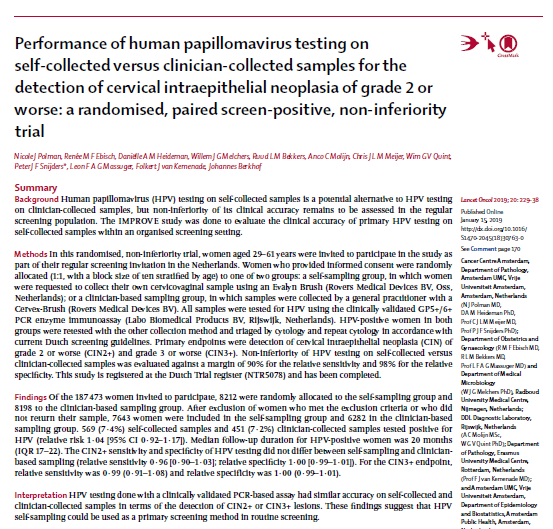 Performance of human papillomavirus testing on
self-collected versus clinician-collected samples for the
detection of cervical intraepithelial neoplasia of grade 2 or
worse: a randomised, paired screen-positive, non-inferiority
trial
CrossMark
Nicole J Polman, Renée M F Ebisch, Daniëlle A M Heideman, Willem J G Melchers, Ruud L M Bekkers, Anco C Molijn, Chris J L M Meijer, Wim G V Quint,
Peter J F Snijders*, Leon F A G Massuger, Folkert J van Kemenade, Johannes Berkhof
Summary
Background Human papillomavirus (HPV) testing on self-collected samples is a potential alternative to HPV testing
on clinician-collected samples, but non-inferiority of its clinical accuracy remains to be assessed in the regular
screening population. The IMPROVE study was done to evaluate the clinical accuracy of primary HPV testing on
self-collected samples within an organised screening setting.
Methods In this randomised, non-inferiority trial, women aged 29–61 years were invited to participate in the study as
part of their regular screening invitation in the Netherlands. Women who provided informed consent were randomly
allocated (1:1, with a block size of ten stratified by age) to one of two groups: a self-sampling group, in which women
were requested to collect their own cervicovaginal sample using an Evalyn Brush (Rovers Medical Devices BV, Oss,
Netherlands); or a clinician-based sampling group, in which samples were collected by a general practitioner with a
Cervex-Brush (Rovers Medical Devices BV). All samples were tested for HPV using the clinically validated GP5+/6+
PCR enzyme immunoassay (Labo Biomedical Products BV, Rijswijk, Netherlands). HPV-positive women in both
groups were retested with the other collection method and triaged by cytology and repeat cytology in accordance with
current Dutch screening guidelines. Primary endpoints were detection of cervical intraepithelial neoplasia (CIN) of
grade 2 or worse (CIN2+) and grade 3 or worse (CIN3+). Non-inferiority of HPV testing on self-collected versus
clinician-collected samples was evaluated against a margin of 90% for the relative sensitivity and 98% for the relative
specificity. This study is registered at the Dutch Trial register (NTR5078) and has been completed.
Findings Of the 187 473 women invited to participate, 8212 were randomly allocated to the self-sampling group and
8198 to the clinician-based sampling group. After exclusion of women who met the exclusion criteria or who did
not return their sample, 7643 women were included in the self-sampling group and 6282 in the clinician-based
sampling group. 569 (7·4%) self-collected samples and 451 (7·2%) clinician-collected samples tested positive for
HPV (relative risk 1·04 [95% CI 0·92–1·17]). Median follow-up duration for HPV-positive women was 20 months
(IQR 17–22). The CIN2+ sensitivity and specificity of HPV testing did not differ between self-sampling and clinician-
based sampling (relative sensitivity 0·96 [0·90–1·03]; relative specificity 1·00 [0·99–1·01]). For the CIN3+ endpoint,
relative sensitivity was 0·99 (0·91–1·08) and relative specificity was 1·00 (0·99–1·01).
Interpretation HPV testing done with a clinically validated PCR-based assay had similar accuracy on self-collected and
clinician-collected samples in terms of the detection of CIN2+ or CIN3+ lesions. These findings suggest that HPV
self-sampling could be used as a primary screening method in routine screening.
Lancet Oncol 2019; 20: 229–38
Published Online
January 15, 2019
http://dx.doi.org/10.1016/
S1470-2045(18)30763-0
See Comment page 170
Cancer Centre Amsterdam,
Department of Pathology,
Amsterdam UMC, Vrije
Universiteit Amsterdam,
Amsterdam, Netherlands
(N J Polman MD,
D A M Heideman PhD,
Prof C J L M Meijer MD,
Prof P J F Snijders PhD);
Department of Obstetrics and
Gynaecology (R M F Ebisch MD,
R L M Bekkers MD,
Prof L F A G Massuger MD) and
Department of Medical
Microbiology
(W J G Melchers PhD), Radboud
University Medical Centre,
Nijmegen, Netherlands;
DDL Diagnostic Laboratory,
Rijswijk, Netherlands
(A C Molijn MSc,
W G V Quint PhD); Department
of Pathology, Erasmus
University Medical Centre,
Rotterdam, Netherlands
(Prof F J van Kemenade MD);
and Amsterdam UMC, Vrije
Universiteit Amsterdam,
Department of Epidemiology
and Biostatistics, Amsterdam
Public Health, Amsterdam,